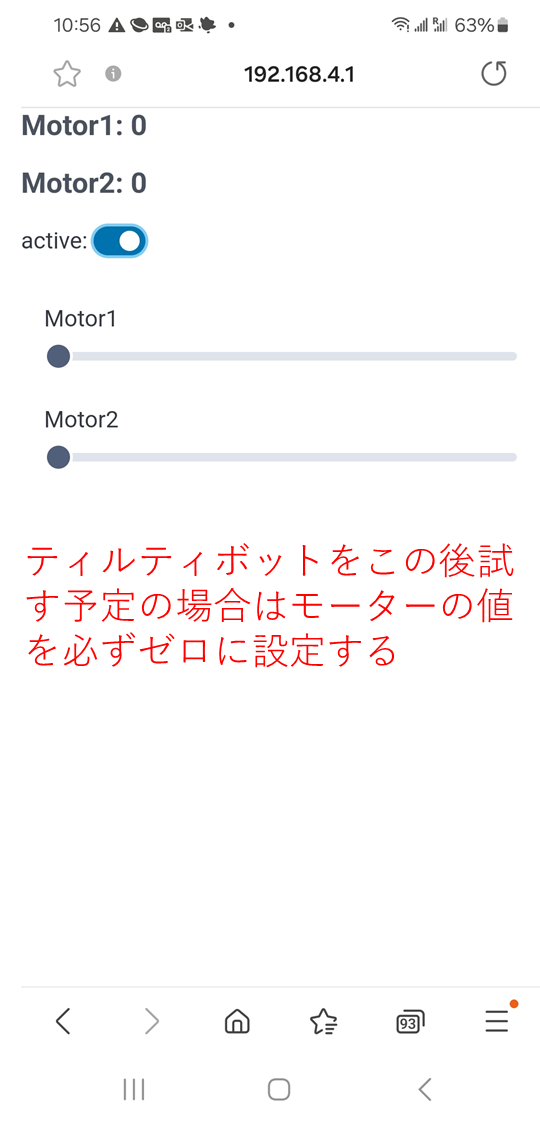 10:56
63%
192.168.4.1
Motor1: 0
Motor2: 0
active:
Motor1
Motor2
ティルティボットをこの後試
す予定の場合はモーターの値
を必ずゼロに設定する
93